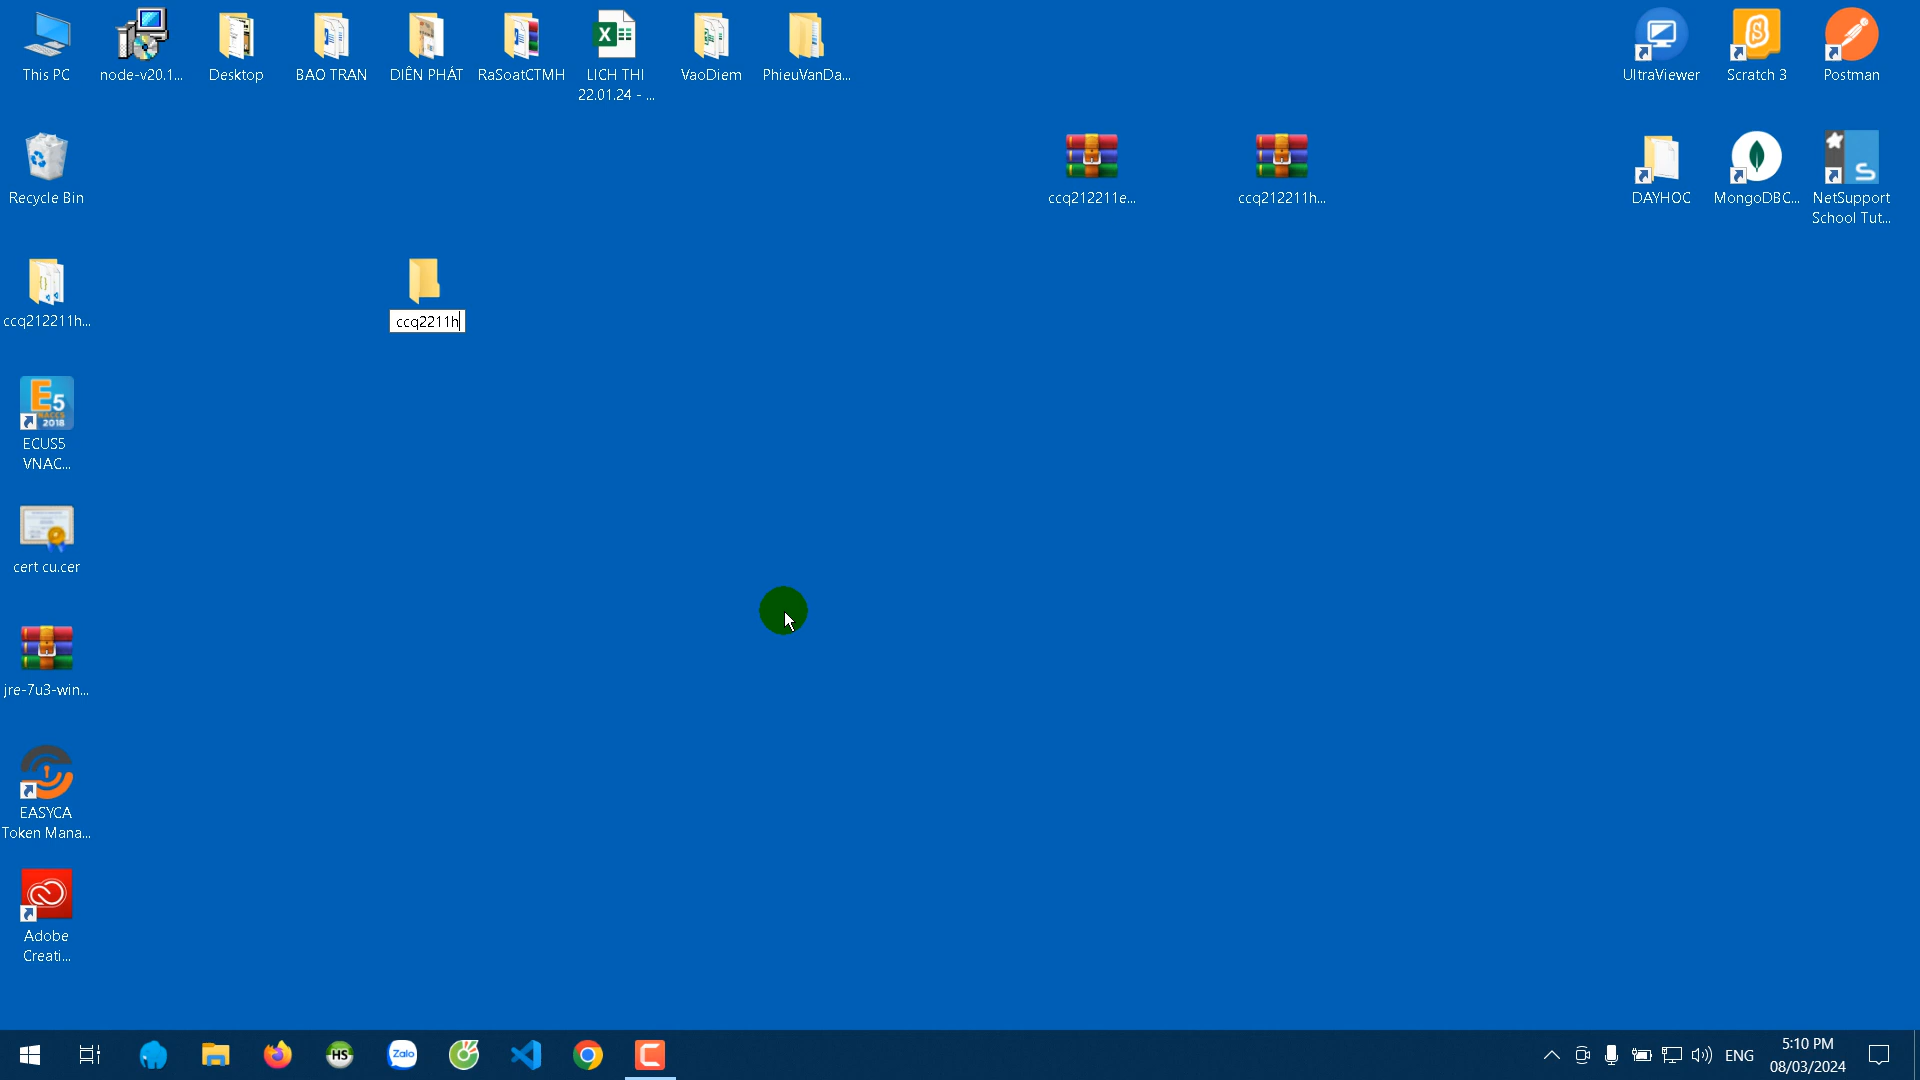 This PC
node-v20.1...
Desktop
BAO TRAN
DIÊN PHÁT
RaSoatCTMH
LICH THI
22.01.24 - ...
VaoDiem
PhieuVanDa...
UltraViewer
Scratch 3
Postman
Recycle Bin
ccq212211e...
ccq212211h...
DAYHOC
MongoDBC...
NetSupport
School Tut...
ccq212211h...
ccq2211h
E5
VNACCS
2018
ECUS5
VNAC...
cert cu.cer
jre-7u3-win...
EASYCA
Token Mana...
Adobe
Creati...
HS
Zalo
ENG
5:10 PM
08/03/2024